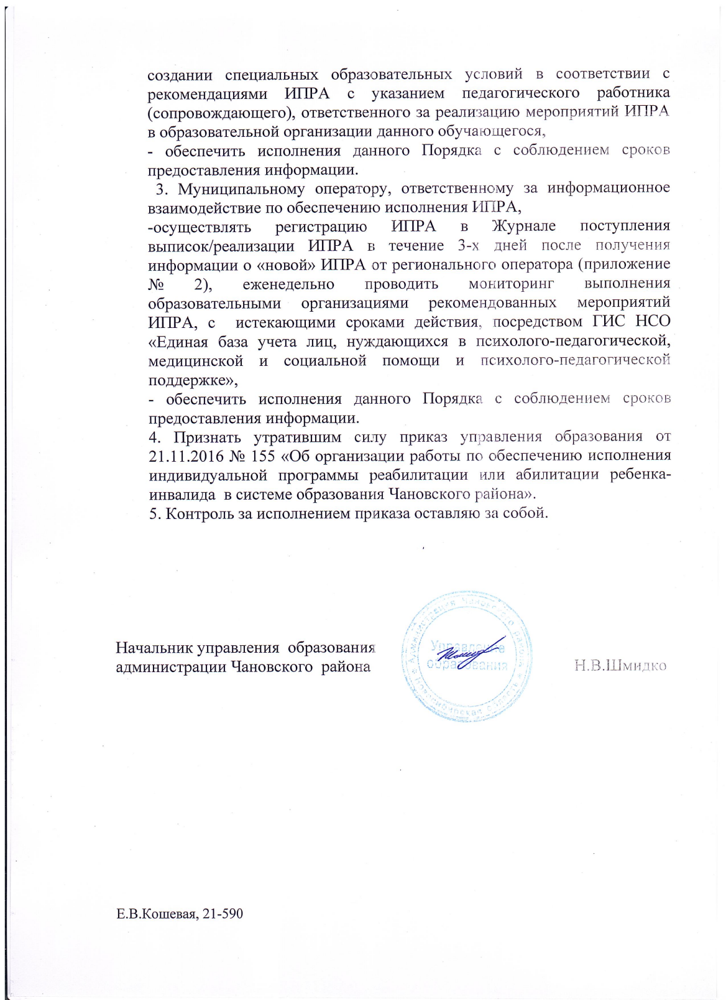 создании специальных образовательных условий в соответствии с
рекомендациями ИПРА с указанием педагогического работника
(сопровождающего), ответственного за реализацию мероприятий ИПРА
в образовательной организации данного обучающегося,
- обеспечить исполнения данного Порядка с соблюдением сроков
предоставления информации.
3. Муниципальному оператору, ответственному за информационное
взаимодействие по обеспечению исполнения ИПРА,
-осуществлять регистрацию ИПРА в Журнале поступления
выписок/реализации ИПРА в течение 3-х дней после получения
информации о «новой» ИПРА от регионального оператора (приложение
№ 2), еженедельно проводить мониторинг выполнения
образовательными организациями рекомендованных мероприятий
ИПРА, с истекающими сроками действия, посредством ГИС НСО
«Единая база учета лиц, нуждающихся в психолого-педагогической,
медицинской и социальной помощи и психолого-педагогической
поддержке»,
- обеспечить исполнения данного Порядка с соблюдением сроков
предоставления информации.
4. Признать утратившим силу приказ управления образования от
21.11.2016 № 155 «Об организации работы по обеспечению исполнения
индивидуальной программы реабилитации или абилитации ребенка-
инвалида в системе образования Чановского района».
5. Контроль за исполнением приказа оставляю за собой.
Начальник управления образования
администрации Чановского района
Администрация Чановского района
Новосибирская область
Управление
образования
Н.В.Шмидко
Е.В.Кошевая, 21-590